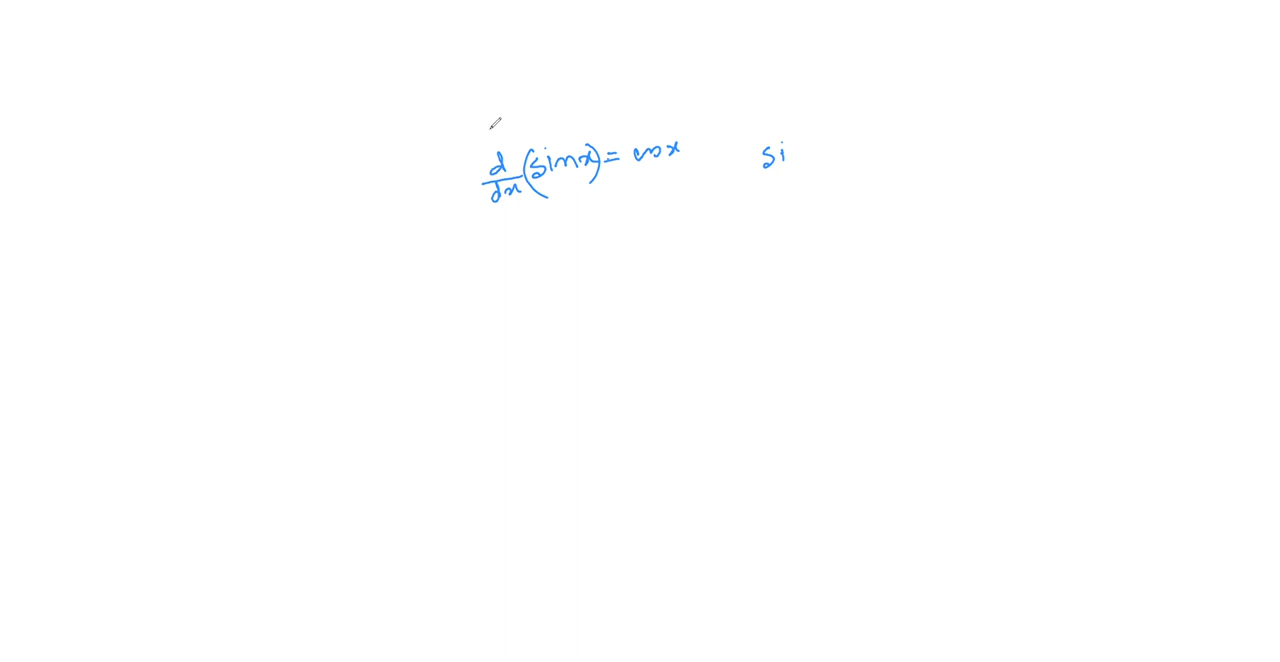 d/dx (sinx) = cosx si